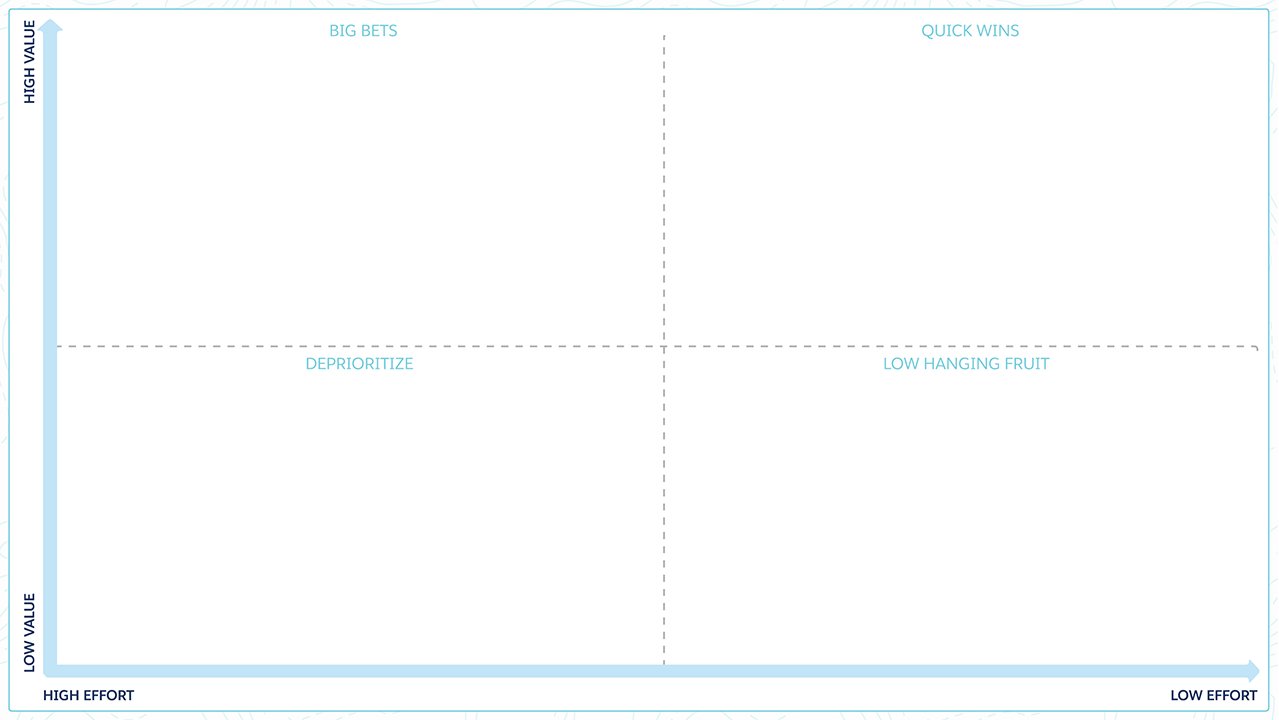 HIGH VALUE
BIG BETS
QUICK WINS
DEPRIORITIZE
LOW HANGING FRUIT
LOW VALUE
HIGH EFFORT
LOW EFFORT